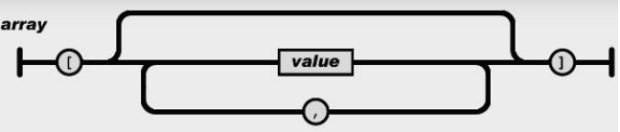 array
[ value ]
,